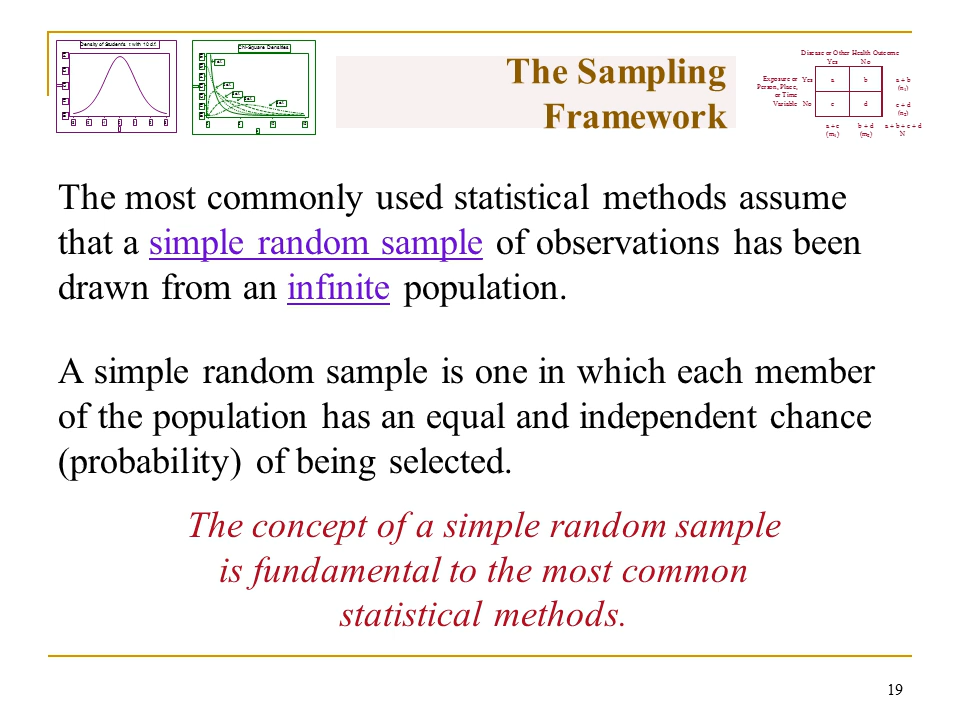 Density of Student's t with 10 d.f.
Chi-Square Densities
The Sampling
Framework
Disease or Other Health Outcome
Yes No
Exposure or
Person, Place,
or Time
Variable
Yes a b a + b
(n₁)
No c d c + d
(n₂)
a + c b + d a + b + c + d
(m₁) (m₂) N
The most commonly used statistical methods assume
that a simple random sample of observations has been
drawn from an infinite population.
A simple random sample is one in which each member
of the population has an equal and independent chance
(probability) of being selected.
The concept of a simple random sample
is fundamental to the most common
statistical methods.
19